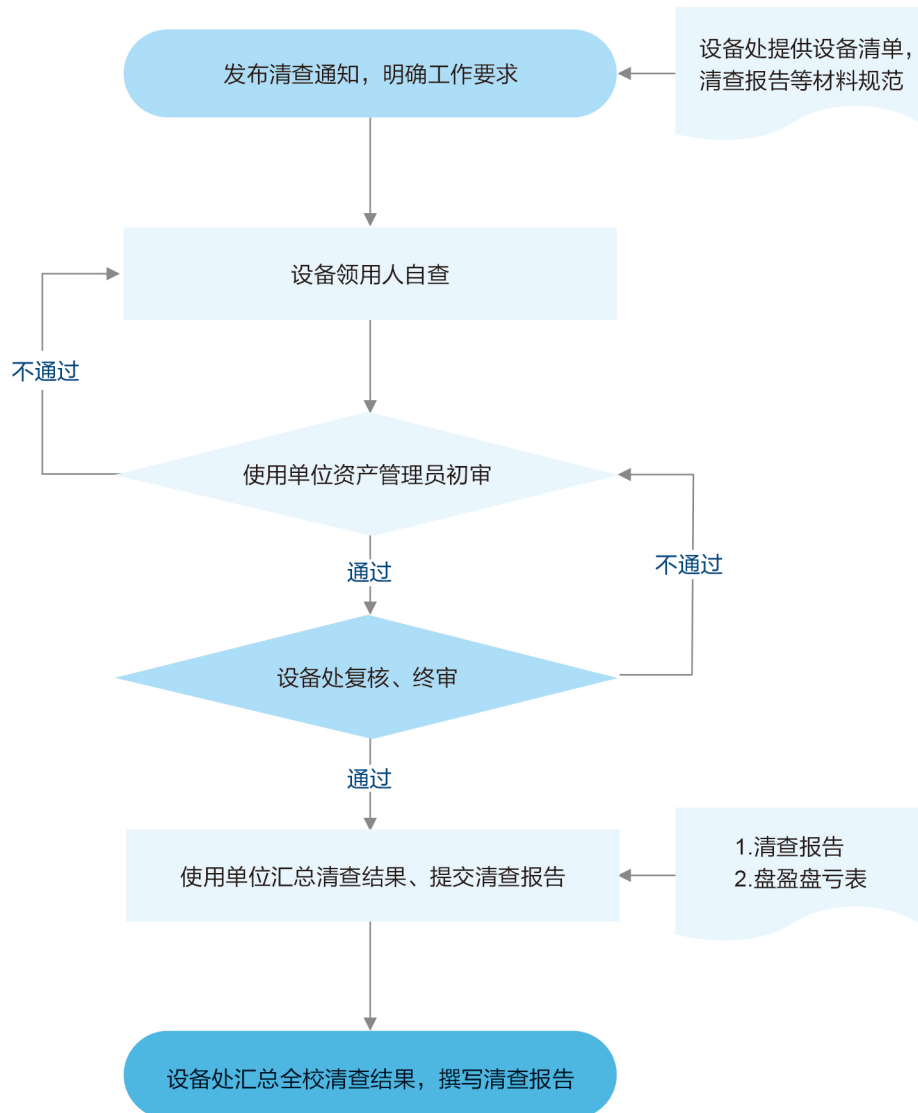 发布清查通知，明确工作要求
设备处提供设备清单，
清查报告等材料规范
设备领用人自查
不通过
使用单位资产管理员初审
不通过
通过
设备处复核、终审
通过
使用单位汇总清查结果、提交清查报告
1.清查报告
2.盘盈盘亏表
设备处汇总全校清查结果，撰写清查报告